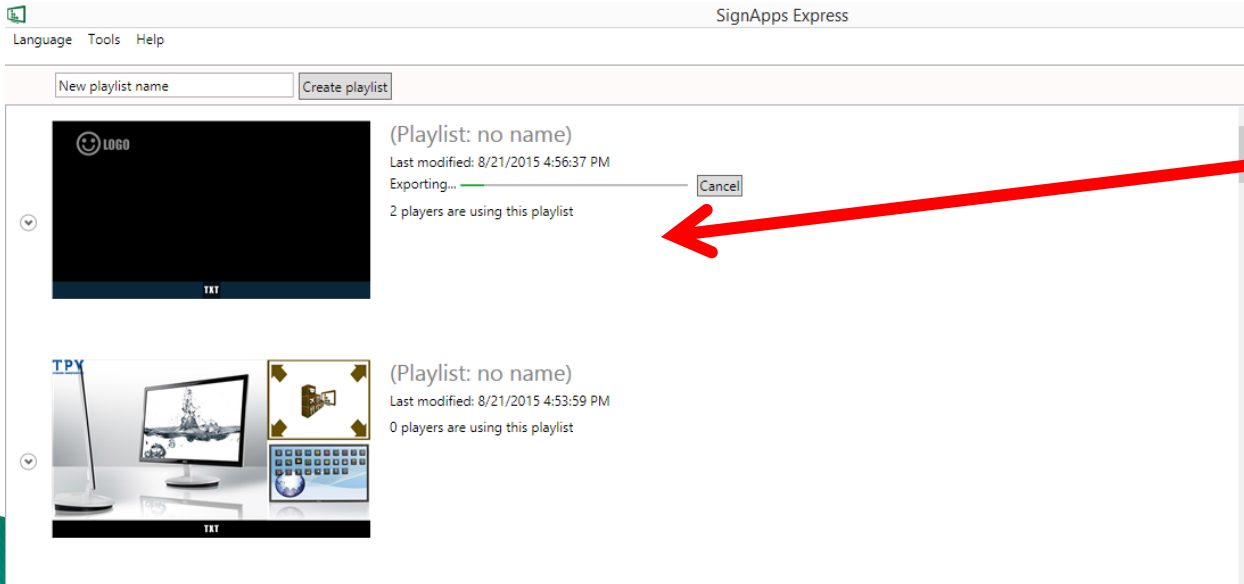 SignApps Express
Language Tools Help
New playlist name Create playlist
LOGO
(Playlist: no name)
Last modified: 8/21/2015 4:56:37 PM
Exporting... Cancel
2 players are using this playlist
TXT
TPV
(Playlist: no name)
Last modified: 8/21/2015 4:53:59 PM
0 players are using this playlist
TXT